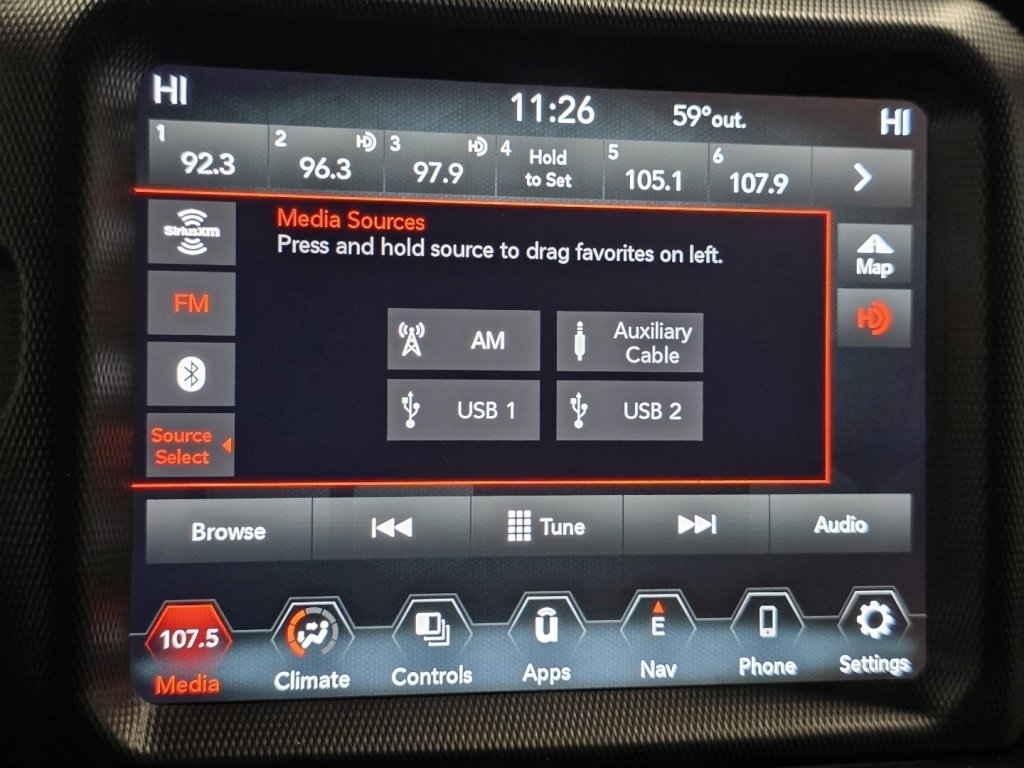 HI
11:26
59°out.
HI
1
92.3
2
HD
96.3
3
HD
97.9
4
Hold
to Set
5
105.1
6
107.9
SiriusXM
Media Sources
Press and hold source to drag favorites on left.
Map
FM
HD
AM
Auxiliary
Cable
USB 1
USB 2
Source
Select
Browse
Tune
Audio
107.5
Media
Climate
Controls
u
Apps
E
Nav
Phone
Settings